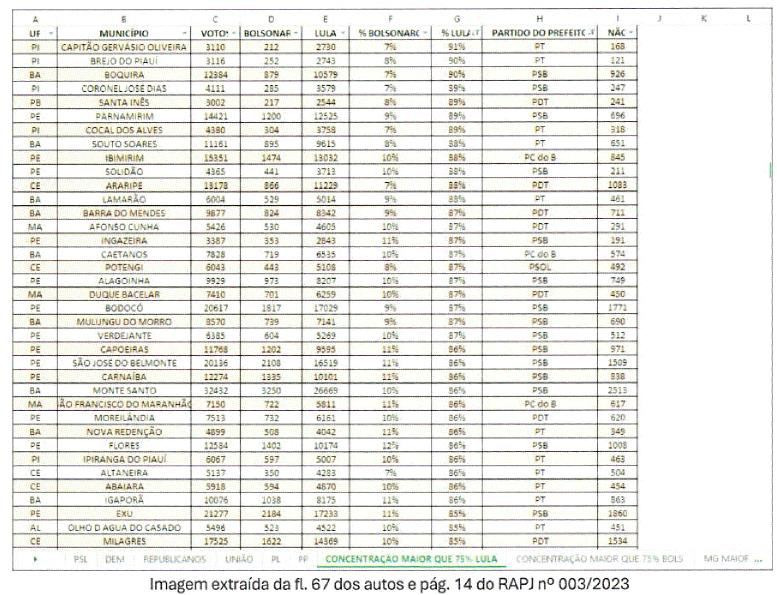 A B C D E F G H I J K L
UF MUNICÍPIO VOTO: BOLSONAR LULA % BOLSONARO % LULA PARTIDO DO PREFEITO NÃO
PI CAPITÃO GERVÁSIO OLIVEIRA 3110 212 2730 7% 91% PT 168
PI BREJO DO PIAUÍ 3116 252 2743 8% 90% PT 121
BA BOQUIRA 12384 879 10579 7% 90% PSB 926
PI CORONEL JOSÉ DIAS 4111 285 3579 7% 89% PSB 247
PB SANTA INÊS 3002 217 2544 8% 89% PDT 241
PE PARNAMIRIM 14421 1200 12525 9% 89% PSB 696
PI COCAL DOS ALVES 4380 304 3758 7% 89% PT 318
BA SOUTO SOARES 11161 895 9615 8% 88% PT 651
PE IBIMIRIM 15351 1474 13032 10% 88% PC do B 845
PE SOLIDÃO 4365 441 3713 10% 88% PSB 211
CE ARARIPE 13178 866 11229 7% 88% PDT 1083
BA LAMARÃO 6004 529 5014 9% 88% PT 461
BA BARRA DO MENDES 9877 824 8342 9% 87% PDT 711
MA AFONSO CUNHA 5426 530 4605 10% 87% PDT 291
PE INGAZEIRA 3387 353 2843 11% 87% PSB 191
BA CAETANOS 7828 719 6535 10% 87% PC do B 574
CE POTENGI 6043 443 5108 8% 87% PSOL 492
PE ALAGOINHA 9929 973 8207 10% 87% PSB 749
MA DUQUE BACELAR 7410 701 6259 10% 87% PDT 450
PE BODOCÓ 20617 1817 17029 9% 87% PSB 1771
BA MULUNGU DO MORRO 8570 739 7141 9% 87% PSB 690
PE VERDEJANTE 6385 604 5269 10% 87% PSB 512
PE CAPOEIRAS 11768 1202 9595 11% 86% PSB 971
PE SÃO JOSÉ DO BELMONTE 20136 2108 16519 11% 86% PSB 1509
PE CARNAÍBA 12274 1335 10101 11% 86% PSB 838
BA MONTE SANTO 32432 3250 26669 10% 86% PSB 2513
MA ÃO FRANCISCO DO MARANHÃO 7150 722 5811 11% 86% PC do B 617
PE MOREILÂNDIA 7513 732 6161 10% 86% PDT 620
BA NOVA REDENÇÃO 4899 508 4042 11% 86% PT 349
PE FLORES 12584 1402 10174 12% 86% PSB 1008
PI IPIRANGA DO PIAUÍ 6067 597 5007 10% 86% PT 463
CE ALTANEIRA 5137 350 4283 7% 86% PT 504
CE ABAIARA 5918 594 4870 10% 86% PT 454
BA IGAPORÃ 10076 1038 8175 11% 86% PT 863
PE EXU 21277 2184 17233 11% 85% PSB 1860
AL OLHO D AGUA DO CASADO 5496 523 4522 10% 85% PT 451
CE MILAGRES 17525 1622 14369 10% 85% PDT 1534
PSL DEM REPUBLICANOS UNIÃO PL PP CONCENTRAÇÃO MAIOR QUE 75% LULA CONCENTRAÇÃO MAIOR QUE 75% BOLS MG MAIOF ...
Imagem extraída da fl. 67 dos autos e pág. 14 do RAPJ nº 003/2023